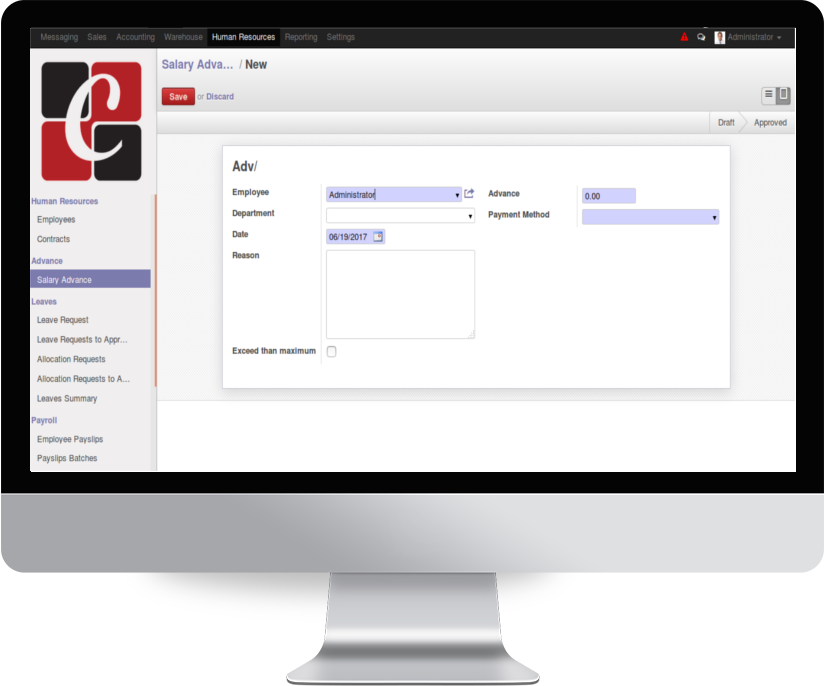 Messaging Sales Accounting Warehouse Human Resources Reporting Settings Administrator
Salary Adva... / New
Save or Discard
Draft Approved
C
Human Resources
Employees
Contracts
Advance
Salary Advance
Leaves
Leave Request
Leave Requests to Appr...
Allocation Requests
Allocation Requests to A...
Leaves Summary
Payroll
Employee Payslips
Payslips Batches
Adv/
Employee Administrator
Department
Date 06/19/2017
Reason
Exceed than maximum
Advance 0.00
Payment Method